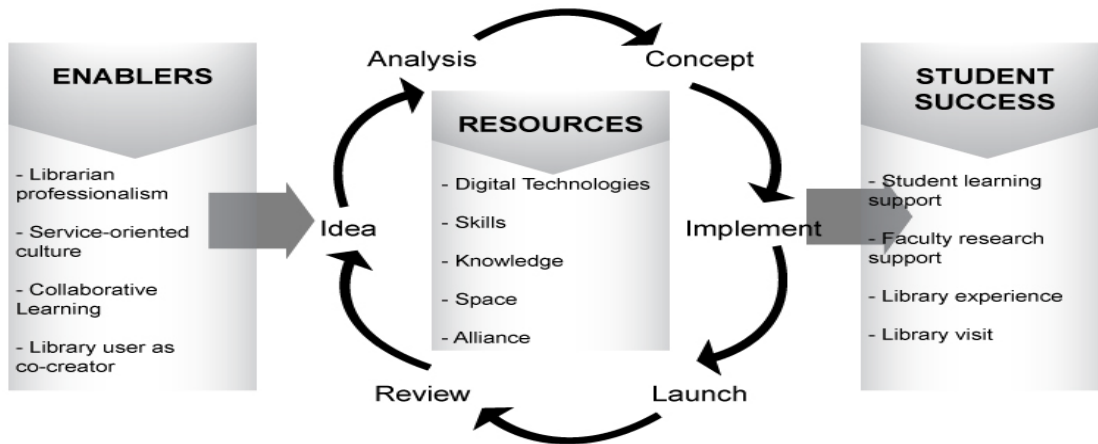 ENABLERS
- Librarian
professionalism
- Service-oriented
culture
- Collaborative
Learning
- Library user as
co-creator
Analysis
Concept
Idea
Implement
Review
Launch
RESOURCES
- Digital Technologies
- Skills
- Knowledge
- Space
- Alliance
STUDENT
SUCCESS
- Student learning
support
- Faculty research
support
- Library experience
- Library visit